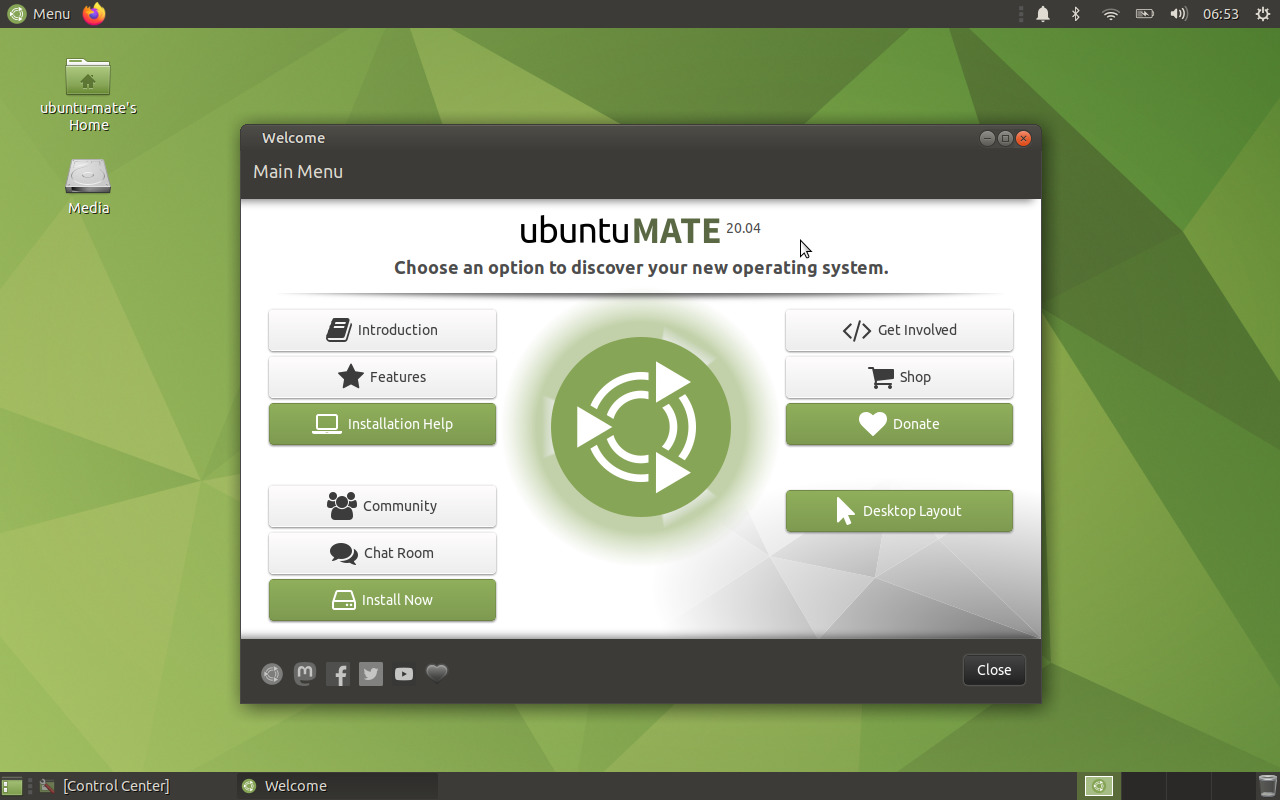 Menu
06:53
ubuntu-mate's
Home
Media
Welcome
Main Menu
ubuntuMATE 20.04
Choose an option to discover your new operating system.
Introduction
Features
Installation Help
Community
Chat Room
Install Now
Get Involved
Shop
Donate
Desktop Layout
Close
[Control Center]
Welcome